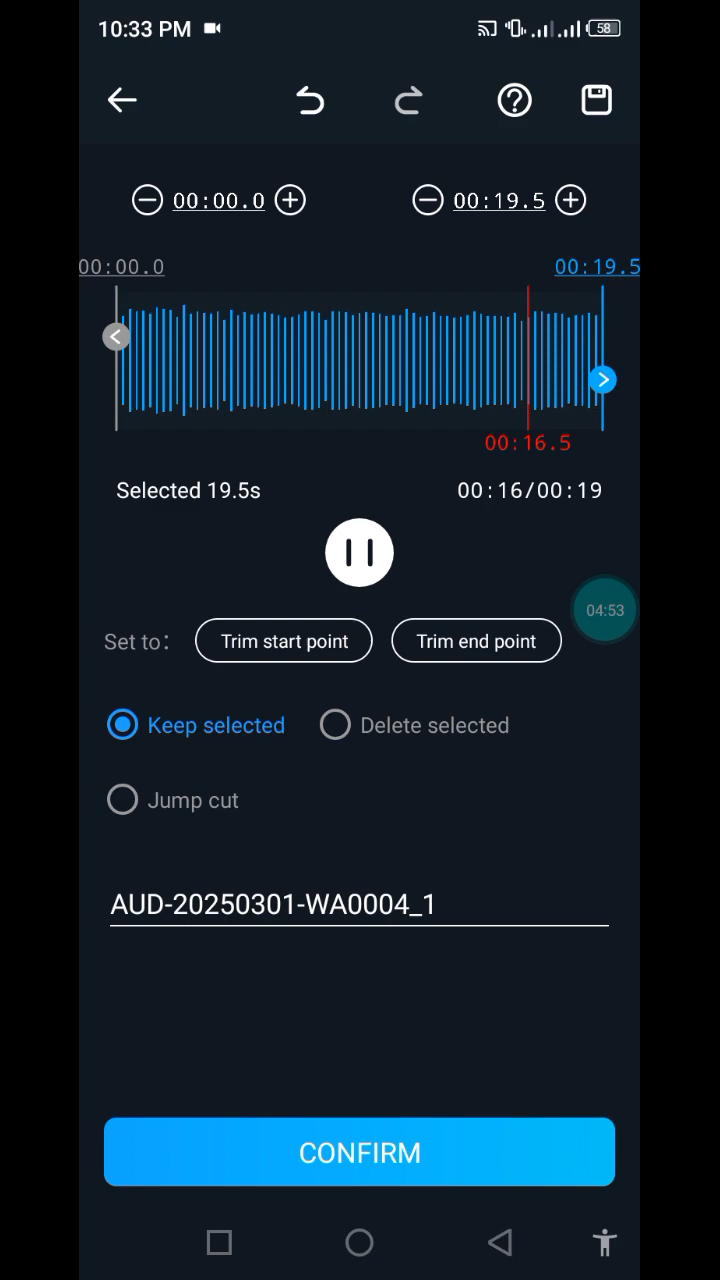 10:33 PM
58
00:00.0
00:19.5
00:00.0
00:19.5
00:16.5
Selected 19.5s
00:16/00:19
04:53
Set to:
Trim start point
Trim end point
Keep selected
Delete selected
Jump cut
AUD-20250301-WA0004_1
CONFIRM